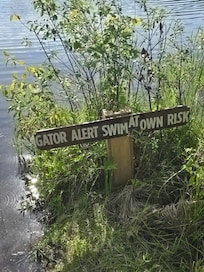 GATOR ALERT SWIM AT OWN RISK